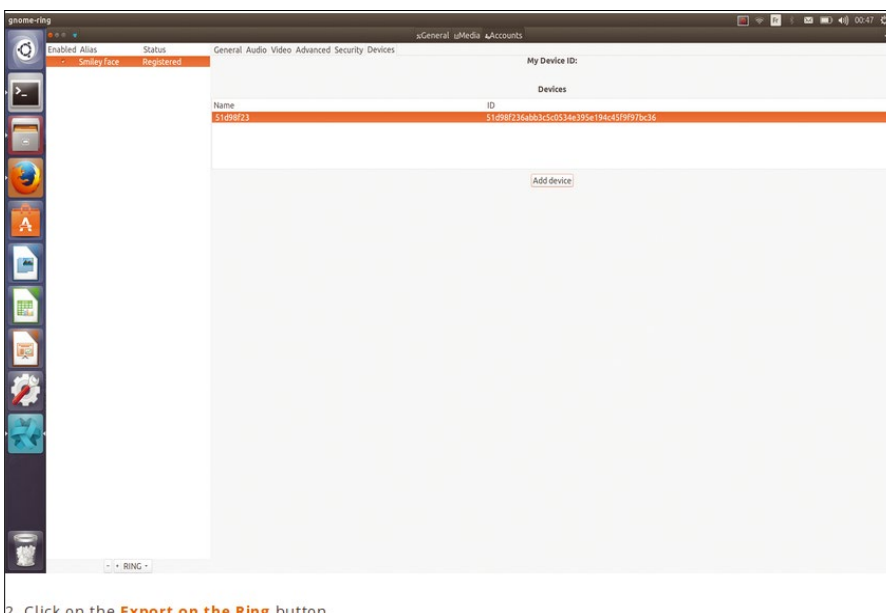 gnome-ring
Fr 00:47
General Media Accounts
Enabled Alias Status
Smiley face Registered
General Audio Video Advanced Security Devices
My Device ID:
Devices
Name ID
51d98f23 51d98f236abb3c5c0534e395e194c45f9f97bc36
Add device
RING
2. Click on the Export on the Ring button